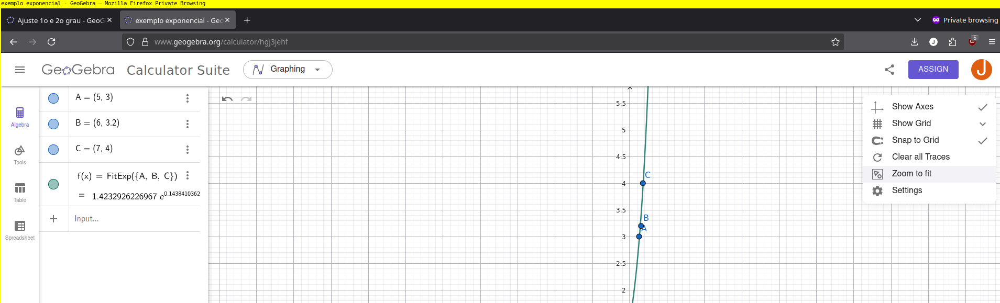 exemplo exponencial - GeoGebra — Mozilla Firefox Private Browsing
Ajuste 1o e 2o grau - GeoG
exemplo exponencial - Geo
Private browsing
www.geogebra.org/calculator/hgj3jehf
J
5
GeoGebra
Calculator Suite
Graphing
ASSIGN
J
Algebra
Tools
Table
Spreadsheet
A = (5, 3)
B = (6, 3.2)
C = (7, 4)
f(x) = FitExp({A, B, C})
= 1.4232926226967 e^0.1438410362
+ Input...
5.5
5
4.5
4
3.5
3
2.5
2
C
B
A
Show Axes
Show Grid
Snap to Grid
Clear all Traces
Zoom to fit
Settings